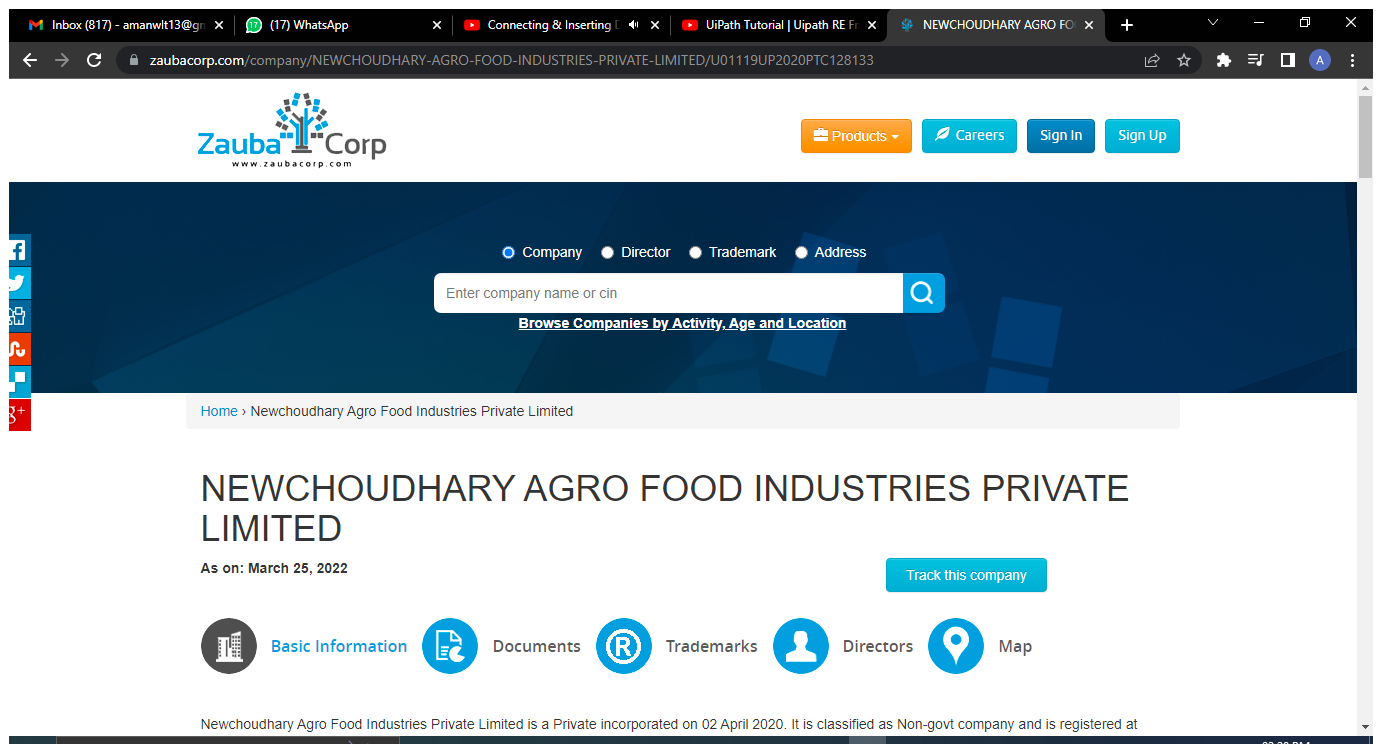 Inbox (817) - amanwlt13@gm
17
(17) WhatsApp
Connecting & Inserting D
UiPath Tutorial | Uipath RE Fr
NEWCHOUDHARY AGRO FOO
zaubacorp.com/company/NEWCHOUDHARY-AGRO-FOOD-INDUSTRIES-PRIVATE-LIMITED/U01119UP2020PTC128133
A
Zauba Corp
www.zaubacorp.com
Products
Careers
Sign In
Sign Up
Company
Director
Trademark
Address
Enter company name or cin
Browse Companies by Activity, Age and Location
g+
Home › Newchoudhary Agro Food Industries Private Limited
NEWCHOUDHARY AGRO FOOD INDUSTRIES PRIVATE
LIMITED
As on: March 25, 2022
Track this company
Basic Information
Documents
®
Trademarks
Directors
Map
Newchoudhary Agro Food Industries Private Limited is a Private incorporated on 02 April 2020. It is classified as Non-govt company and is registered at